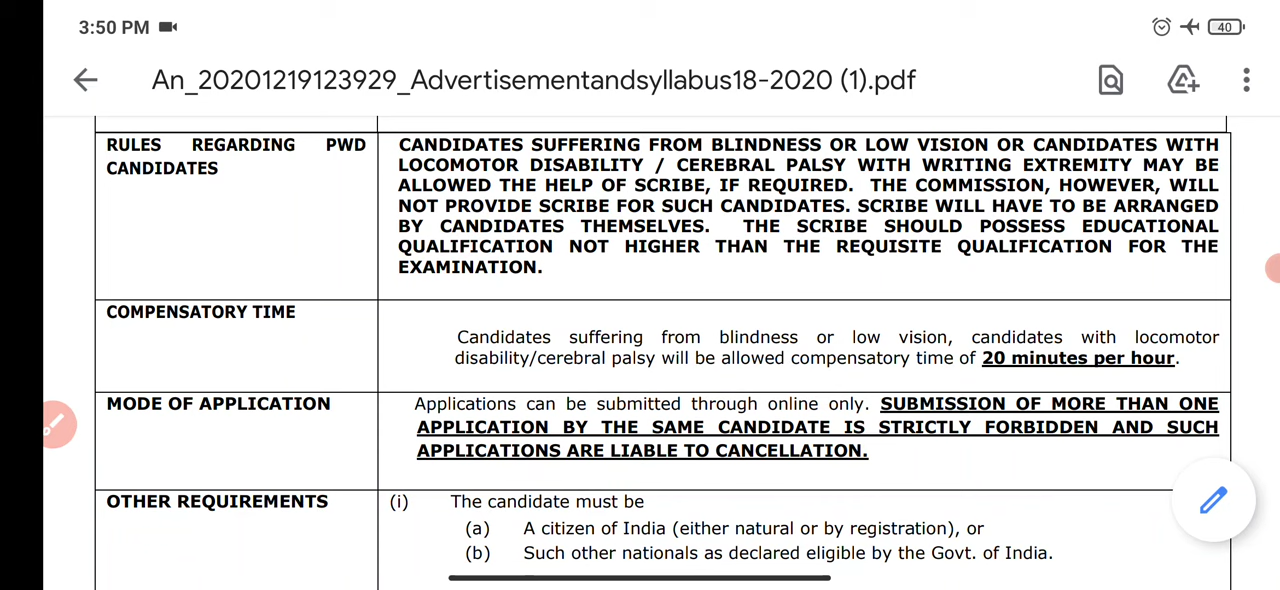 3:50 PM
40
An_20201219123929_Advertisementandsyllabus18-2020 (1).pdf
RULES REGARDING PWD
CANDIDATES
CANDIDATES SUFFERING FROM BLINDNESS OR LOW VISION OR CANDIDATES WITH
LOCOMOTOR DISABILITY / CEREBRAL PALSY WITH WRITING EXTREMITY MAY BE
ALLOWED THE HELP OF SCRIBE, IF REQUIRED. THE COMMISSION, HOWEVER, WILL
NOT PROVIDE SCRIBE FOR SUCH CANDIDATES. SCRIBE WILL HAVE TO BE ARRANGED
BY CANDIDATES THEMSELVES. THE SCRIBE SHOULD POSSESS EDUCATIONAL
QUALIFICATION NOT HIGHER THAN THE REQUISITE QUALIFICATION FOR THE
EXAMINATION.
COMPENSATORY TIME
Candidates suffering from blindness or low vision, candidates with locomotor
disability/cerebral palsy will be allowed compensatory time of 20 minutes per hour.
MODE OF APPLICATION
Applications can be submitted through online only. SUBMISSION OF MORE THAN ONE
APPLICATION BY THE SAME CANDIDATE IS STRICTLY FORBIDDEN AND SUCH
APPLICATIONS ARE LIABLE TO CANCELLATION.
OTHER REQUIREMENTS
(i) The candidate must be
(a) A citizen of India (either natural or by registration), or
(b) Such other nationals as declared eligible by the Govt. of India.